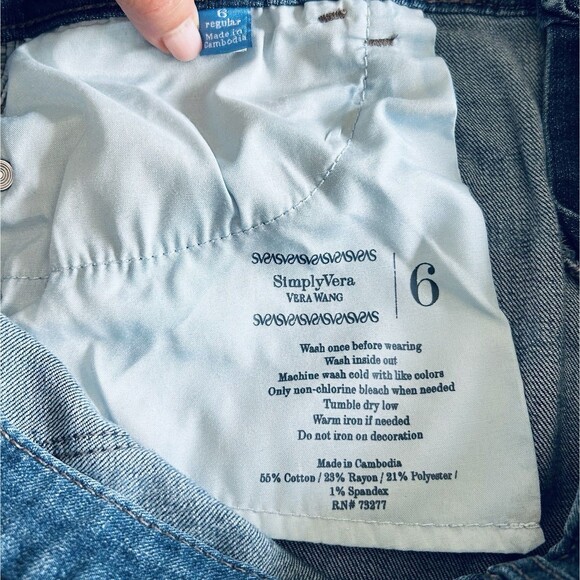 6
regular
Made in
Cambodia
SimplyVera
VERA WANG
6
Wash once before wearing
Wash inside out
Machine wash cold with like colors
Only non-chlorine bleach when needed
Tumble dry low
Warm iron if needed
Do not iron on decoration
Made in Cambodia
55% Cotton / 23% Rayon / 21% Polyester /
1% Spandex
RN# 73277